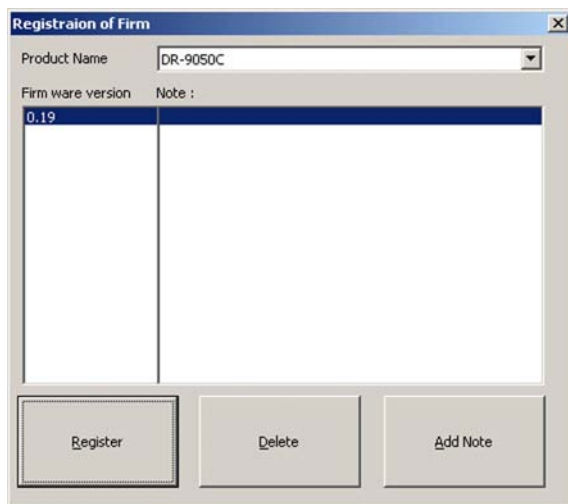 Registraion of Firm
Product Name DR-9050C
Firm ware version Note :
0.19
Register Delete Add Note